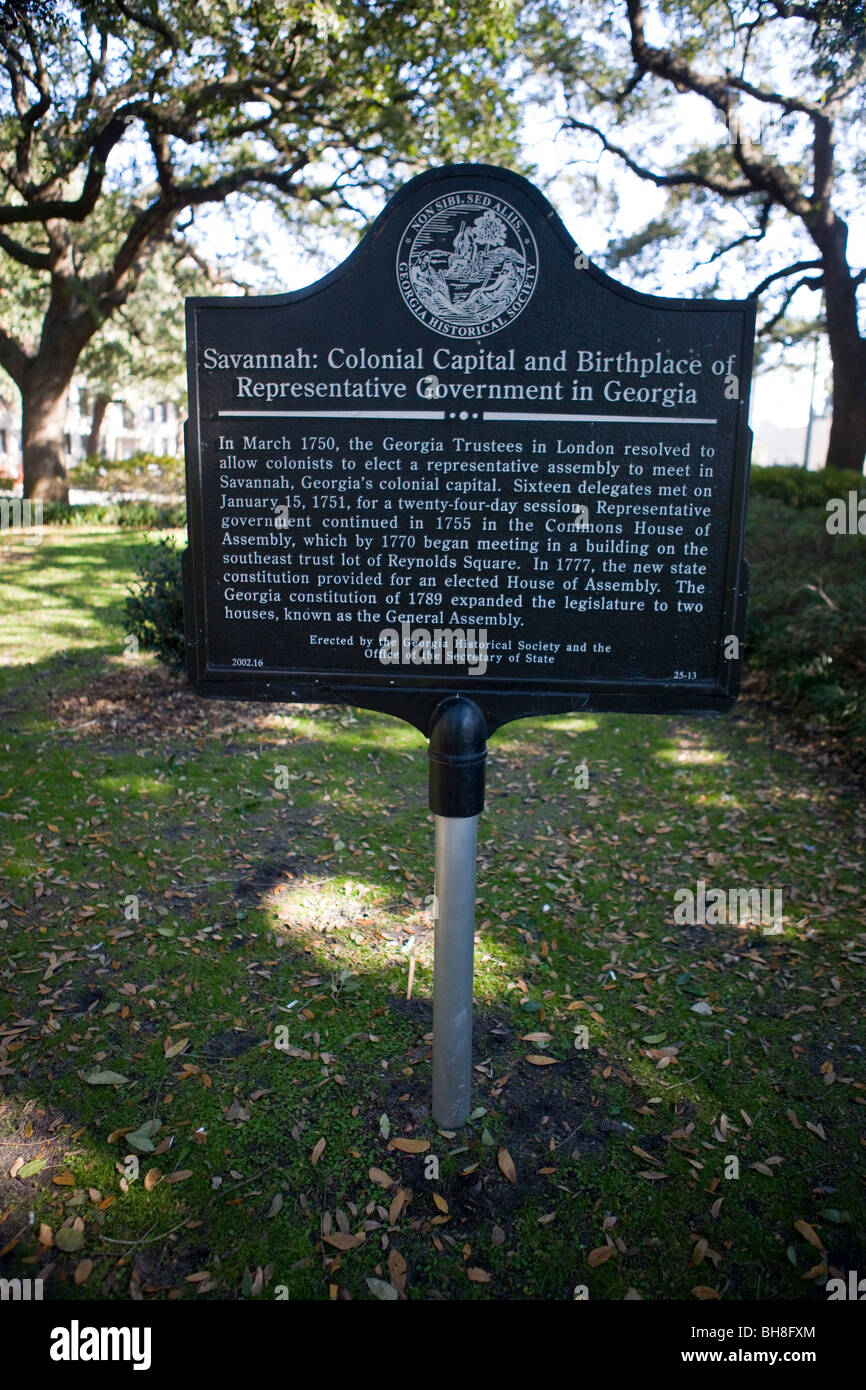 NON SIBI, SED ALIIS.
GEORGIA HISTORICAL SOCIETY
Savannah: Colonial Capital and Birthplace of
Representative Government in Georgia
In March 1750, the Georgia Trustees in London resolved to
allow colonists to elect a representative assembly to meet in
Savannah, Georgia's colonial capital. Sixteen delegates met on
January 15, 1751, for a twenty-four-day session. Representative
government continued in 1755 in the Commons House of
Assembly, which by 1770 began meeting in a building on the
southeast trust lot of Reynolds Square. In 1777, the new state
constitution provided for an elected House of Assembly. The
Georgia constitution of 1789 expanded the legislature to two
houses, known as the General Assembly.
Erected by the Georgia Historical Society and the
Office of the Secretary of State
2002.16
25-13
alamy
a
alamy stock photo
BH8FXM
www.alamy.com